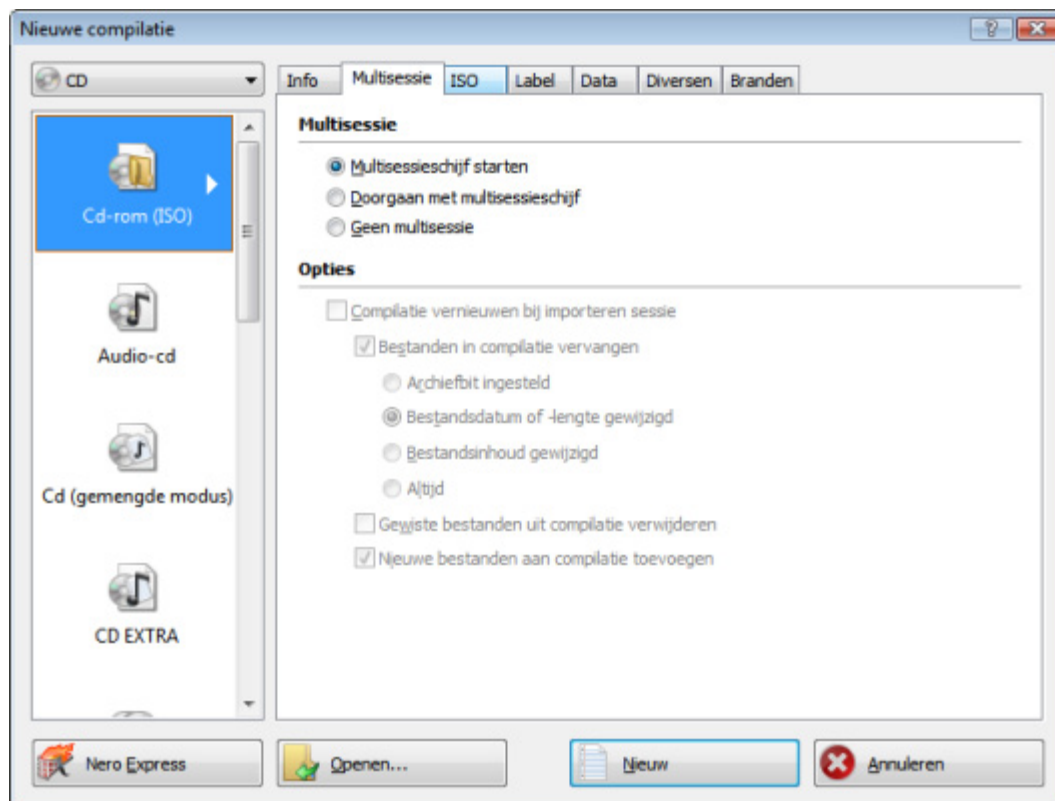 Nieuwe compilatie
CD
Info Multisessie ISO Label Data Diversen Branden
Cd-rom (ISO)
Audio-cd
Cd (gemengde modus)
CD EXTRA
Multisessie
Multisessieschijf starten
Doorgaan met multisessieschijf
Geen multisessie
Opties
Compilatie vernieuwen bij importeren sessie
Bestanden in compilatie vervangen
Archiefbit ingesteld
Bestandsdatum of -lengte gewijzigd
Bestandsinhoud gewijzigd
Altijd
Gewiste bestanden uit compilatie verwijderen
Nieuwe bestanden aan compilatie toevoegen
Nero Express
Openen...
Nieuw
Annuleren